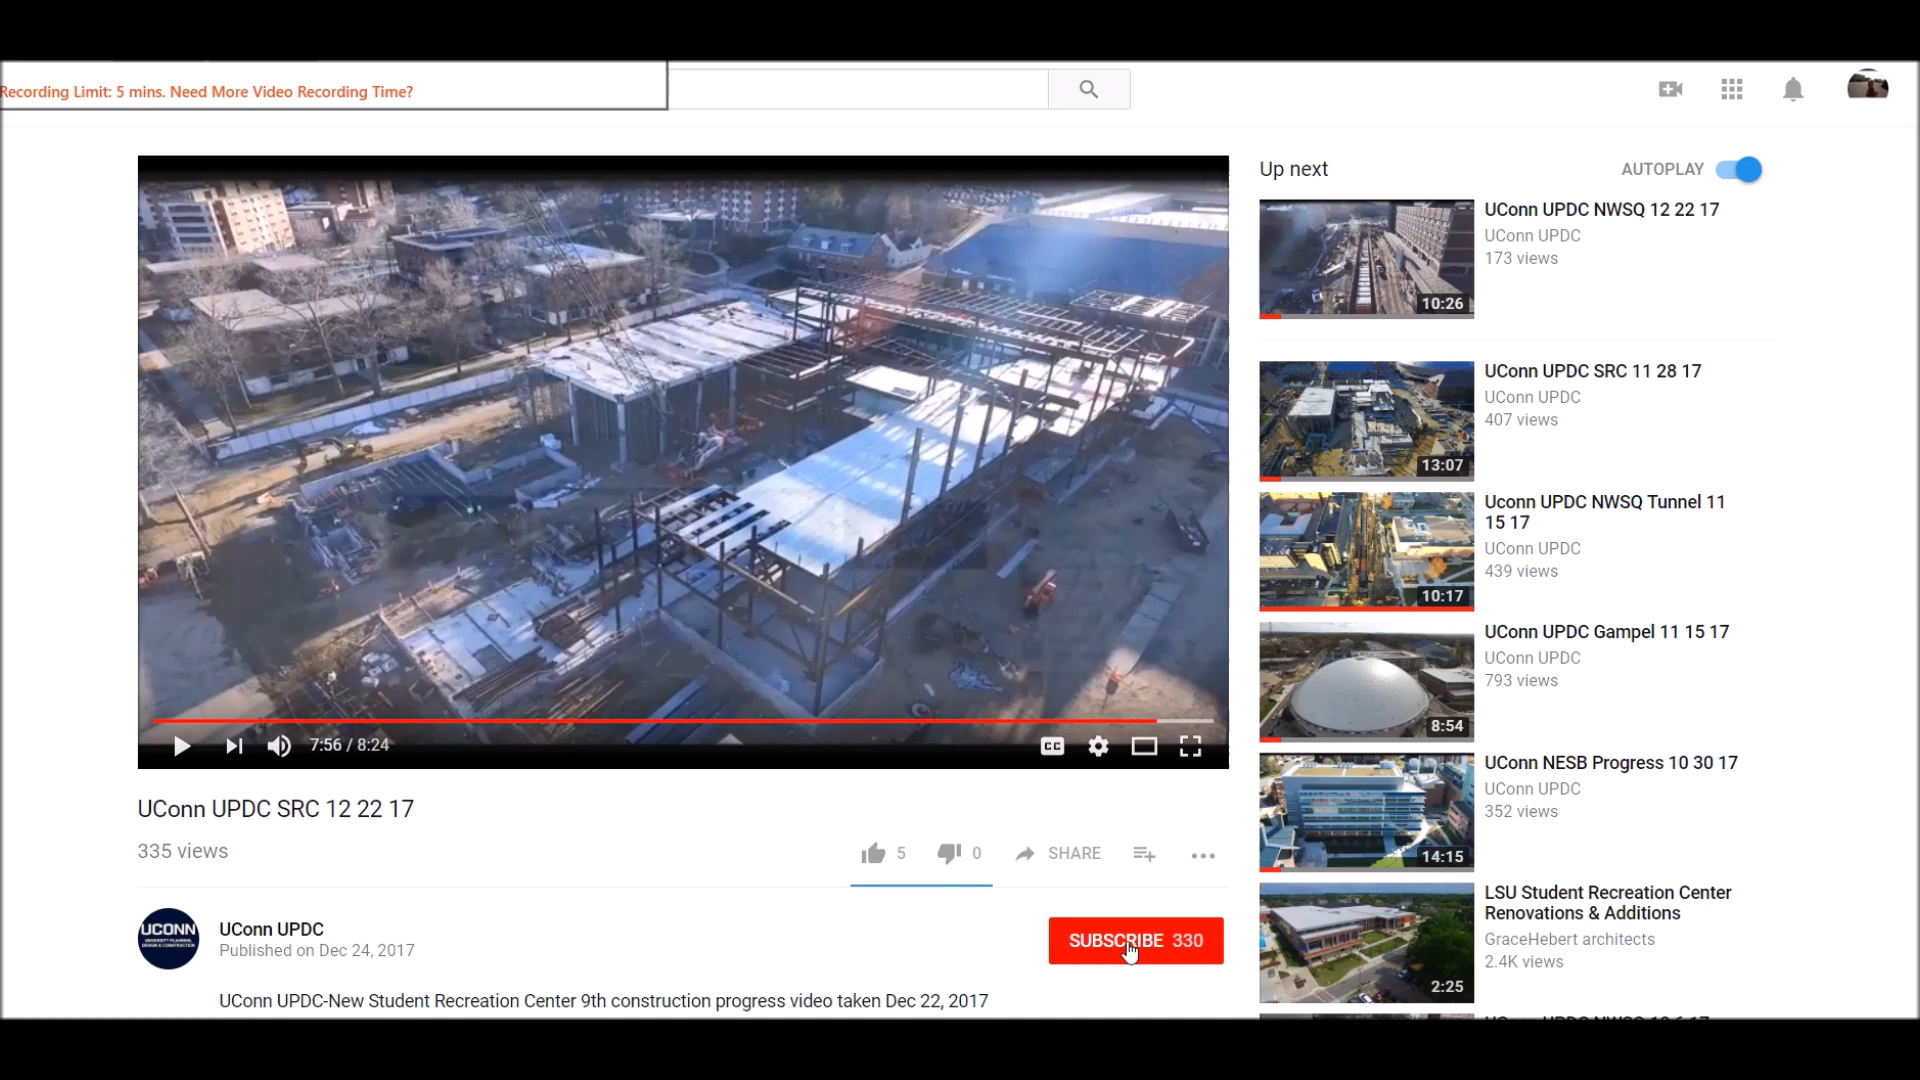 Recording Limit: 5 mins. Need More Video Recording Time?
7:56 / 8:24
CC
UConn UPDC SRC 12 22 17
335 views
5
0
SHARE
UCONN
UConn UPDC
Published on Dec 24, 2017
SUBSCRIBE 330
UConn UPDC-New Student Recreation Center 9th construction progress video taken Dec 22, 2017
Up next
AUTOPLAY
10:26
UConn UPDC NWSQ 12 22 17
UConn UPDC
173 views
13:07
UConn UPDC SRC 11 28 17
UConn UPDC
407 views
10:17
Uconn UPDC NWSQ Tunnel 11
15 17
UConn UPDC
439 views
8:54
UConn UPDC Gampel 11 15 17
UConn UPDC
793 views
14:15
UConn NESB Progress 10 30 17
UConn UPDC
352 views
2:25
LSU Student Recreation Center
Renovations & Additions
GraceHebert architects
2.4K views